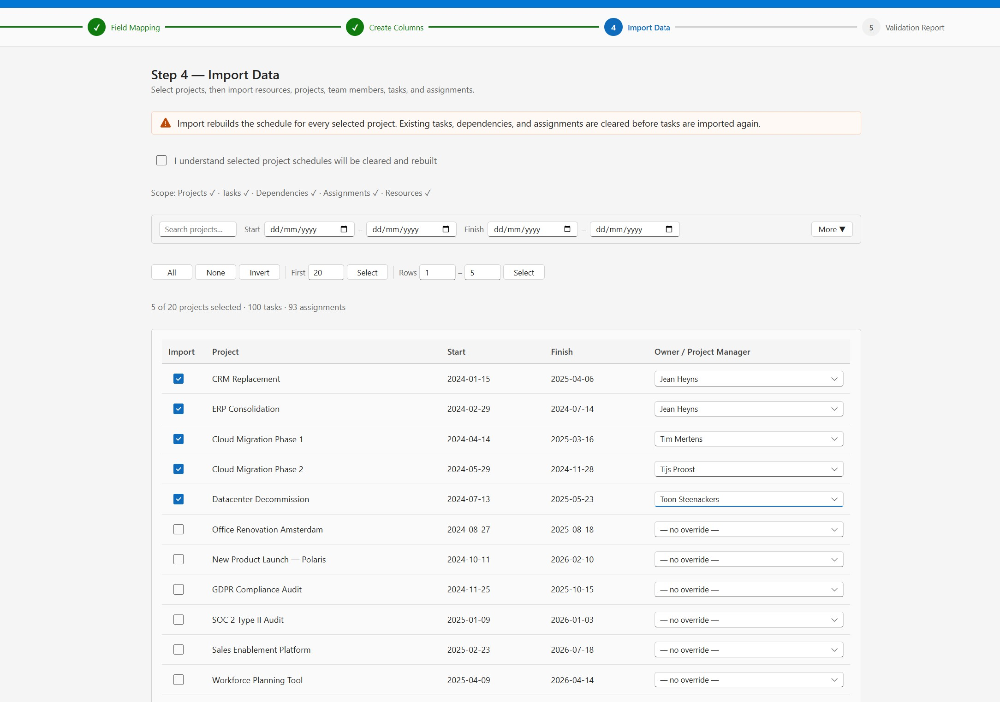 ✓ Field Mapping ✓ Create Columns 4 Import Data 5 Validation Report
Step 4 — Import Data
Select projects, then import resources, projects, team members, tasks, and assignments.
Import rebuilds the schedule for every selected project. Existing tasks, dependencies, and assignments are cleared before tasks are imported again.
I understand selected project schedules will be cleared and rebuilt
Scope: Projects ✓ · Tasks ✓ · Dependencies ✓ · Assignments ✓ · Resources ✓
Search projects... Start dd/mm/yyyy – dd/mm/yyyy Finish dd/mm/yyyy – dd/mm/yyyy More ▼
All None Invert First 20 Select Rows 1 – 5 Select
5 of 20 projects selected · 100 tasks · 93 assignments
Import Project Start Finish Owner / Project Manager
CRM Replacement 2024-01-15 2025-04-06 Jean Heyns
ERP Consolidation 2024-02-29 2024-07-14 Jean Heyns
Cloud Migration Phase 1 2024-04-14 2025-03-16 Tim Mertens
Cloud Migration Phase 2 2024-05-29 2024-11-28 Tijs Proost
Datacenter Decommission 2024-07-13 2025-05-23 Toon Steenackers
Office Renovation Amsterdam 2024-08-27 2025-08-18 — no override —
New Product Launch — Polaris 2024-10-11 2026-02-10 — no override —
GDPR Compliance Audit 2024-11-25 2025-10-15 — no override —
SOC 2 Type II Audit 2025-01-09 2026-01-03 — no override —
Sales Enablement Platform 2025-02-23 2026-07-18 — no override —
Workforce Planning Tool 2025-04-09 2026-04-14 — no override —